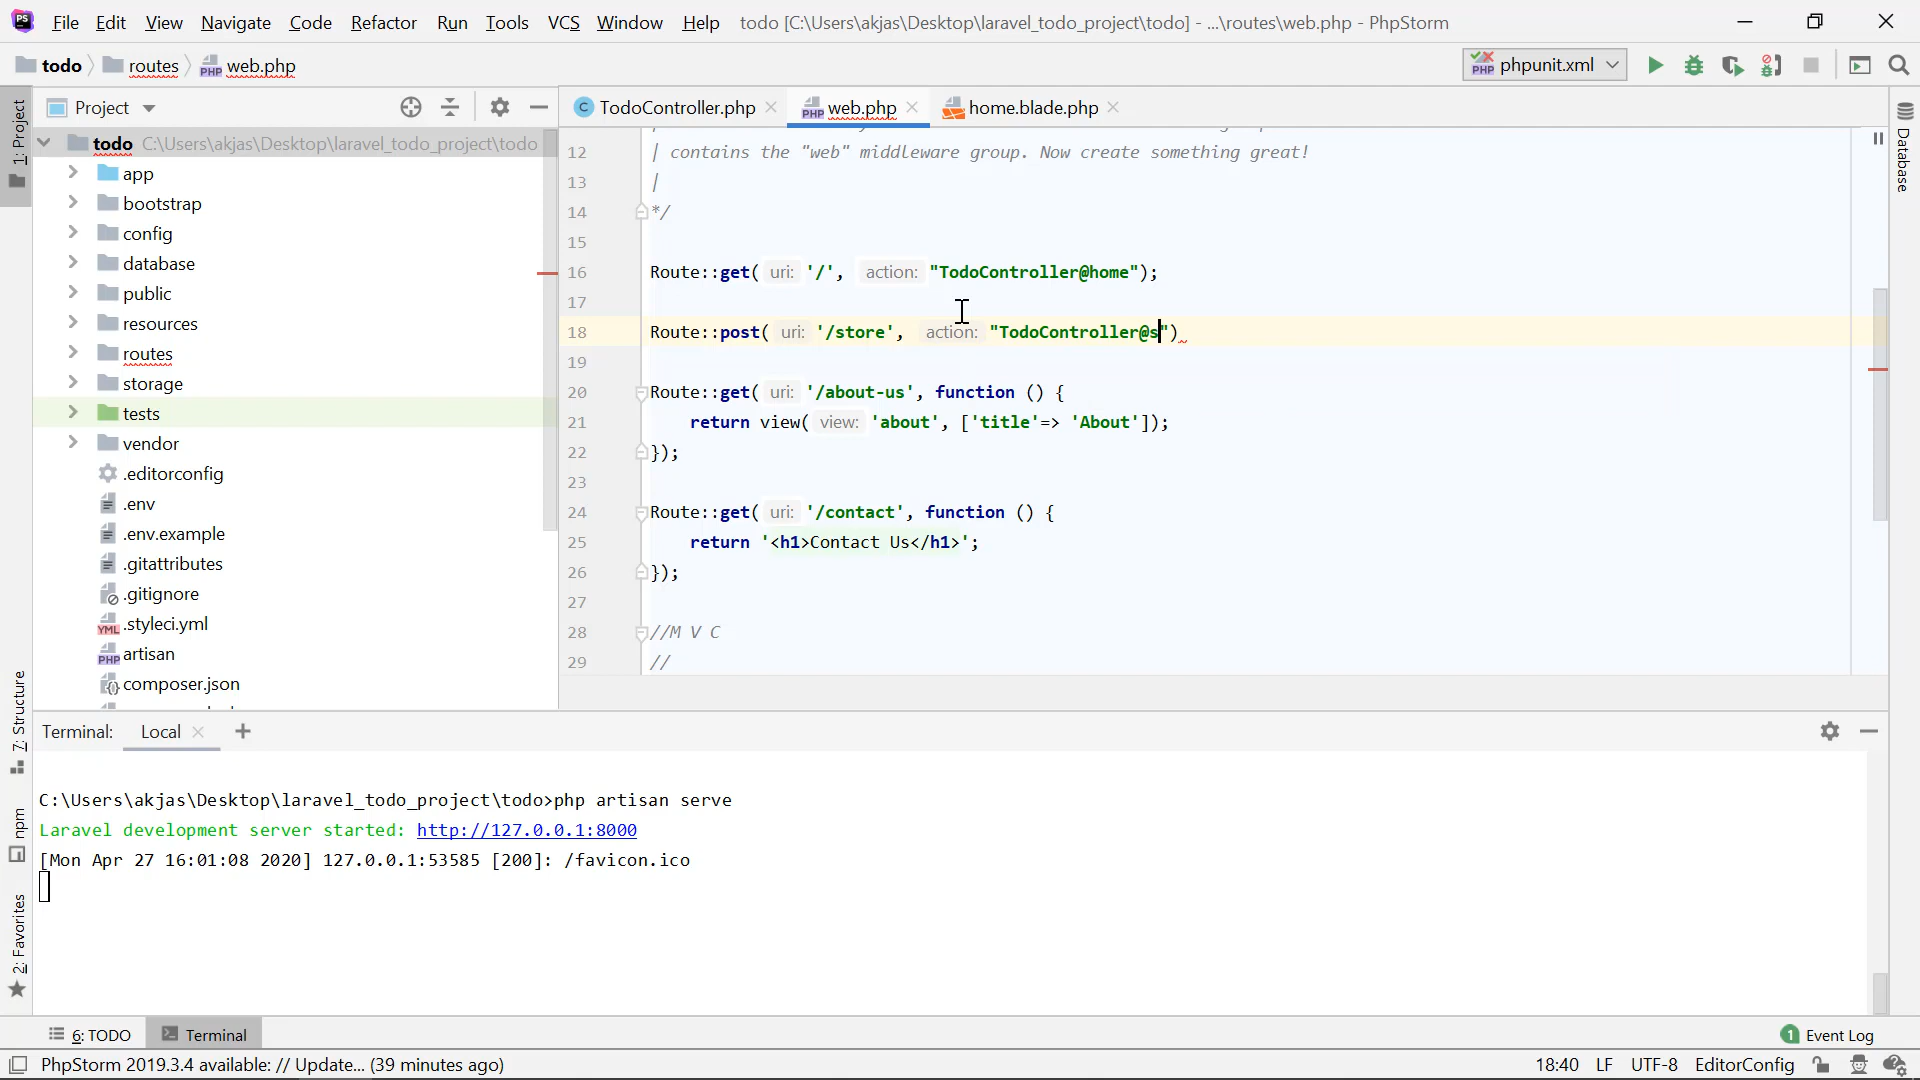 File Edit View Navigate Code Refactor Run Tools VCS Window Help todo [C:\Users\akjas\Desktop\laravel_todo_project\todo] - ...\routes\web.php - PhpStorm
todo routes web.php phpunit.xml
1: Project
Project
TodoController.php web.php home.blade.php
todo C:\Users\akjas\Desktop\laravel_todo_project\todo
app
bootstrap
config
database
public
resources
routes
storage
tests
vendor
.editorconfig
.env
.env.example
.gitattributes
.gitignore
.styleci.yml
artisan
composer.json
12 | contains the "web" middleware group. Now create something great!
13 |
14 */
15
16 Route::get( uri: '/', action: "TodoController@home");
17
18 Route::post( uri: '/store', action: "TodoController@s")
19
20 Route::get( uri: '/about-us', function () {
21 return view( view: 'about', ['title'=> 'About']);
22 });
23
24 Route::get( uri: '/contact', function () {
25 return '<h1>Contact Us</h1>';
26 });
27
28 //M V C
29 //
Database
7: Structure
npm
2: Favorites
Terminal: Local
C:\Users\akjas\Desktop\laravel_todo_project\todo>php artisan serve
Laravel development server started: http://127.0.0.1:8000
[Mon Apr 27 16:01:08 2020] 127.0.0.1:53585 [200]: /favicon.ico
6: TODO Terminal 1 Event Log
PhpStorm 2019.3.4 available: // Update... (39 minutes ago) 18:40 LF UTF-8 EditorConfig